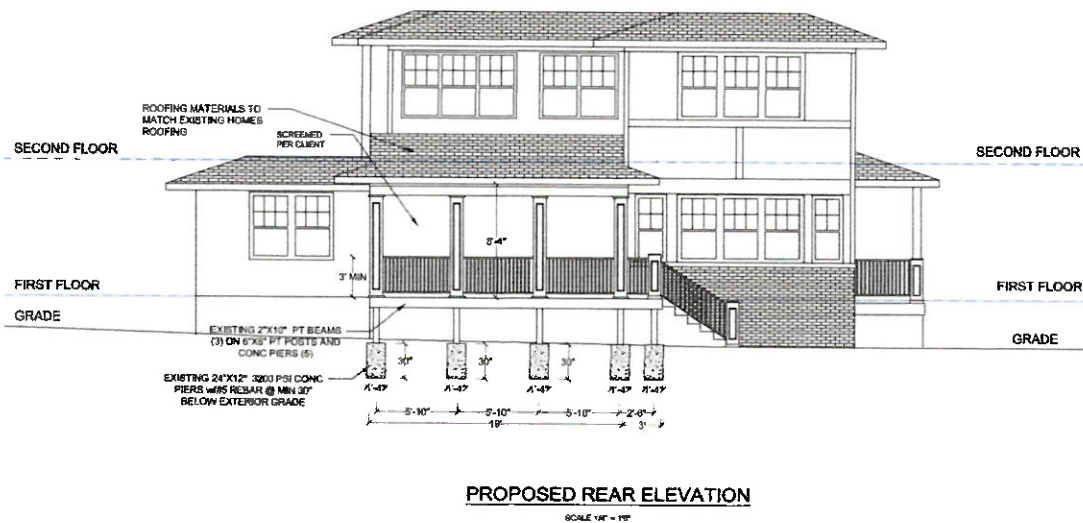 ROOFING MATERIALS TO
MATCH EXISTING HOMES
ROOFING
SCREENED
PER CLIENT
SECOND FLOOR
SECOND FLOOR
8'-4"
3' MIN
FIRST FLOOR
FIRST FLOOR
GRADE
GRADE
EXISTING 2"X10" PT BEAMS
(3) ON 6"X6" PT POSTS AND
CONC PIERS (5)
30"
30"
30"
EXISTING 24"X12" 3200 PSI CONC
PIERS W/#5 REBAR @ MIN 30"
BELOW EXTERIOR GRADE
5'-10"
5'-10"
5'-10"
2'-6"
18'
3'
PROPOSED REAR ELEVATION
SCALE